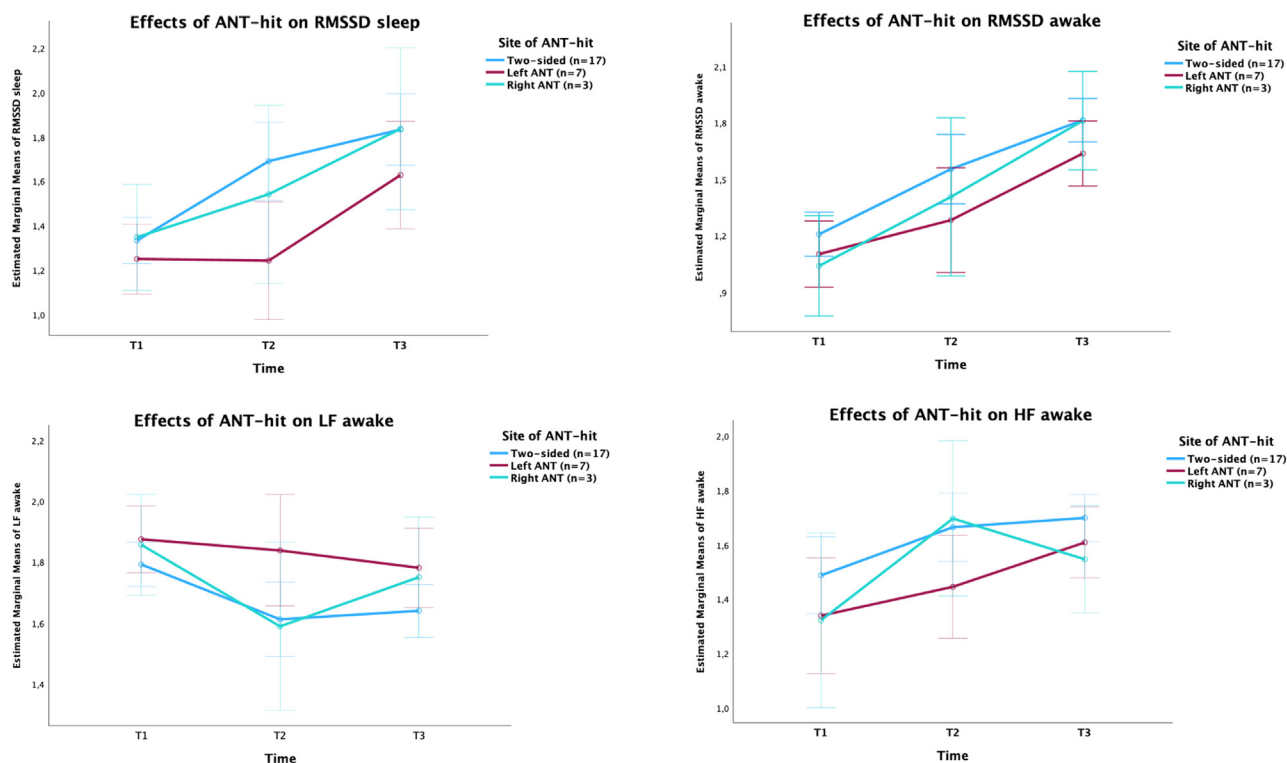 Effects of ANT-hit on RMSSD sleep
Estimated Marginal Means of RMSSD sleep
2,2
2,0
1,8
1,6
1,4
1,2
1,0
T1 T2 T3
Time
Site of ANT-hit
Two-sided (n=17)
Left ANT (n=7)
Right ANT (n=3)
Effects of ANT-hit on RMSSD awake
Estimated Marginal Means of RMSSD awake
2,1
1,8
1,5
1,2
,9
T1 T2 T3
Time
Site of ANT-hit
Two-sided (n=17)
Left ANT (n=7)
Right ANT (n=3)
Effects of ANT-hit on LF awake
Estimated Marginal Means of LF awake
2,2
2,0
1,8
1,6
1,4
T1 T2 T3
Time
Site of ANT-hit
Two-sided (n=17)
Left ANT (n=7)
Right ANT (n=3)
Effects of ANT-hit on HF awake
Estimated Marginal Means of HF awake
2,0
1,8
1,6
1,4
1,2
1,0
T1 T2 T3
Time
Site of ANT-hit
Two-sided (n=17)
Left ANT (n=7)
Right ANT (n=3)